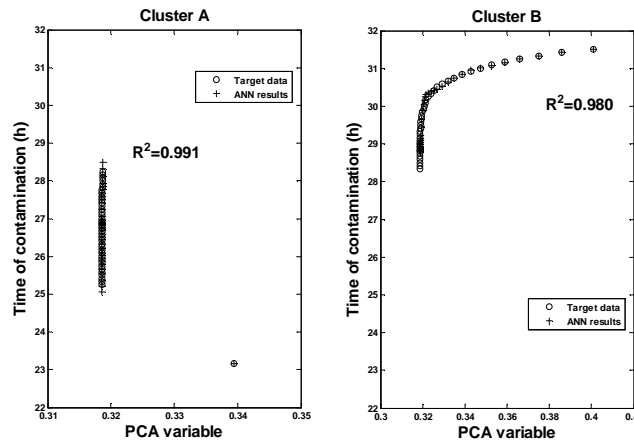 Cluster A
32
31
30
29
28
27
26
25
24
23
22
Time of contamination (h)
Target data
ANN results
R²=0.991
0.31
0.32
0.33
0.34
0.35
PCA variable
Cluster B
32
31
30
29
28
27
26
25
24
23
22
Time of contamination (h)
R²=0.980
Target data
ANN results
0.3
0.32
0.34
0.36
0.38
0.4
0.42
PCA variable